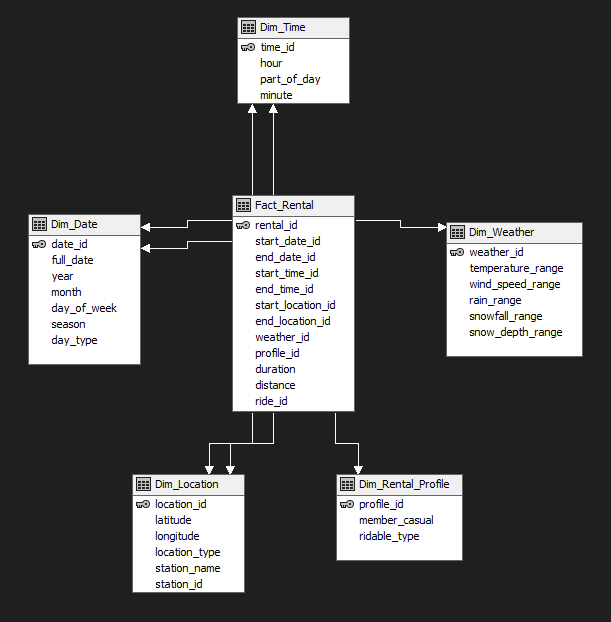 Dim_Time
time_id
hour
part_of_day
minute
Fact_Rental
rental_id
start_date_id
end_date_id
start_time_id
end_time_id
start_location_id
end_location_id
weather_id
profile_id
duration
distance
ride_id
Dim_Date
date_id
full_date
year
month
day_of_week
season
day_type
Dim_Weather
weather_id
temperature_range
wind_speed_range
rain_range
snowfall_range
snow_depth_range
Dim_Location
location_id
latitude
longitude
location_type
station_name
station_id
Dim_Rental_Profile
profile_id
member_casual
ridable_type